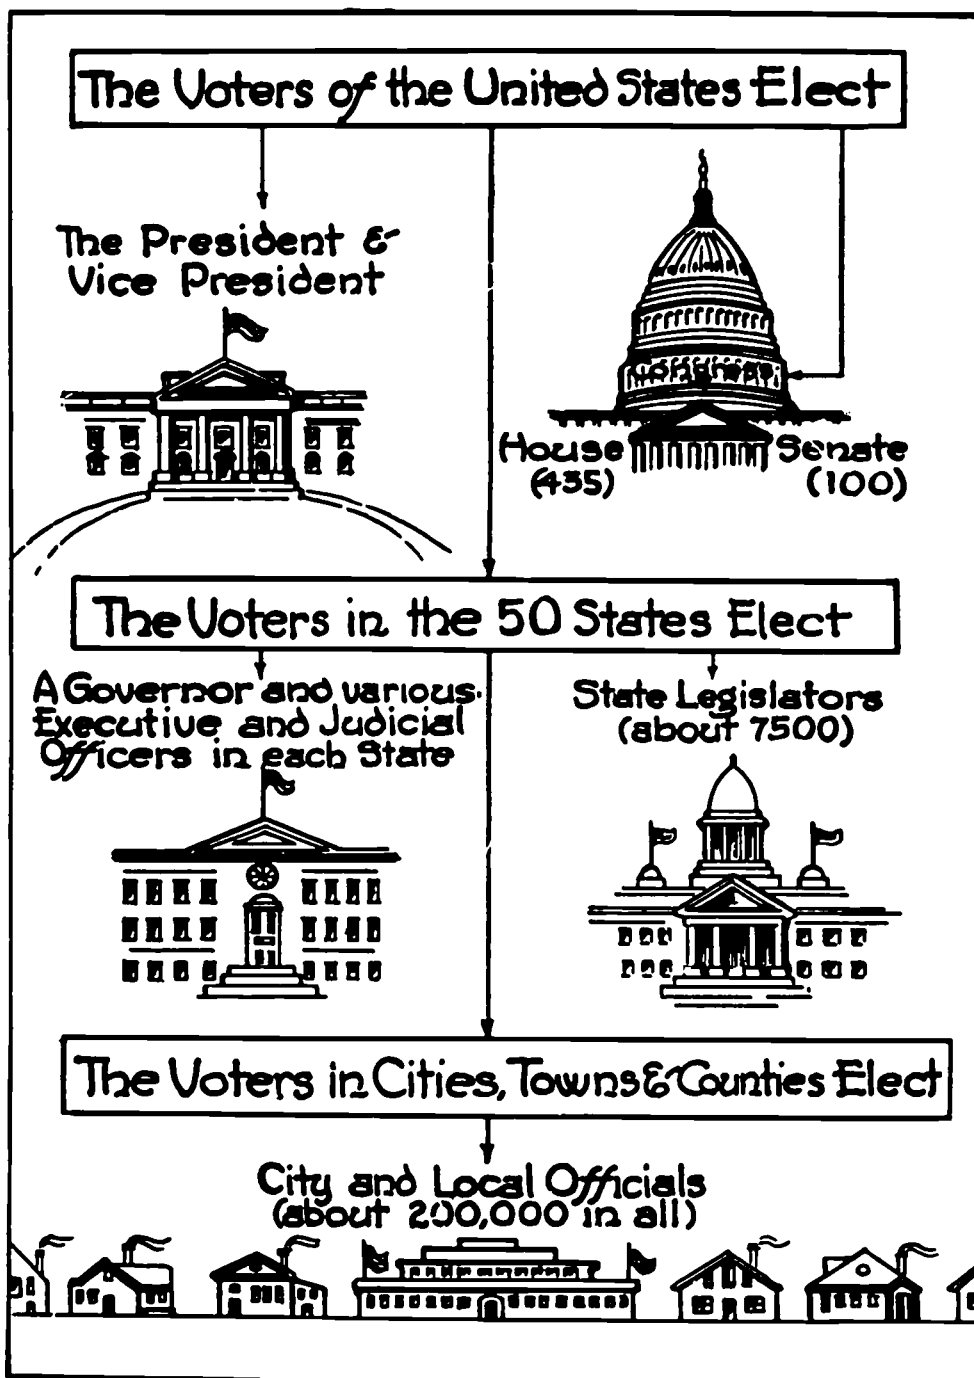 The Voters of the United States Elect
The President &
Vice President
Congress
House
(435)
Senate
(100)
The Voters in the 50 States Elect
A Governor and various
Executive and Judicial
Officers in each State
State Legislators
(about 7500)
The Voters in Cities, Towns & Counties Elect
City and Local Officials
(about 200,000 in all)